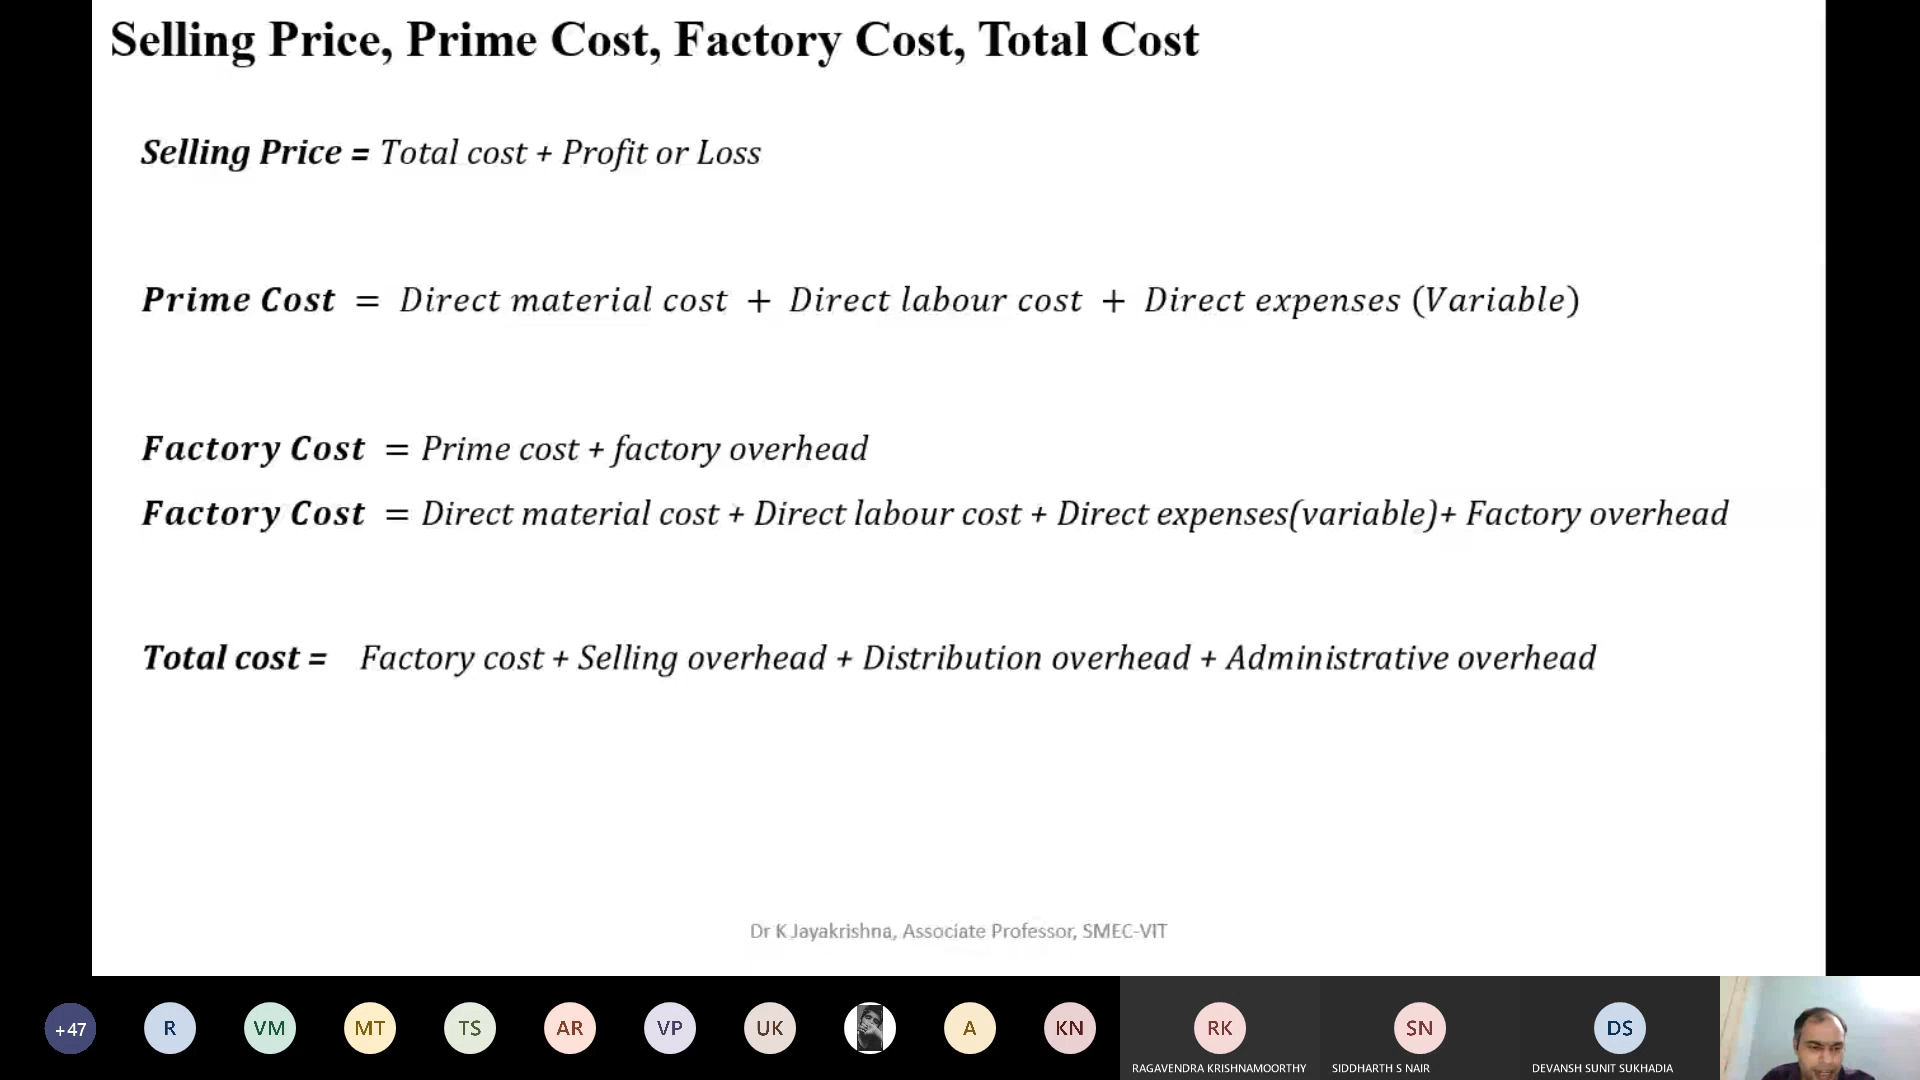 Selling Price, Prime Cost, Factory Cost, Total Cost
Selling Price = Total cost + Profit or Loss
Prime Cost = Direct material cost + Direct labour cost + Direct expenses (Variable)
Factory Cost = Prime cost + factory overhead
Factory Cost = Direct material cost + Direct labour cost + Direct expenses(variable)+ Factory overhead
Total cost = Factory cost + Selling overhead + Distribution overhead + Administrative overhead
Dr K Jayakrishna, Associate Professor, SMEC-VIT
+47 R VM MT TS AR VP UK A KN RK SN DS
RAGAVENDRA KRISHNAMOORTHY SIDDHARTH S NAIR DEVANSH SUNIT SUKHADIA